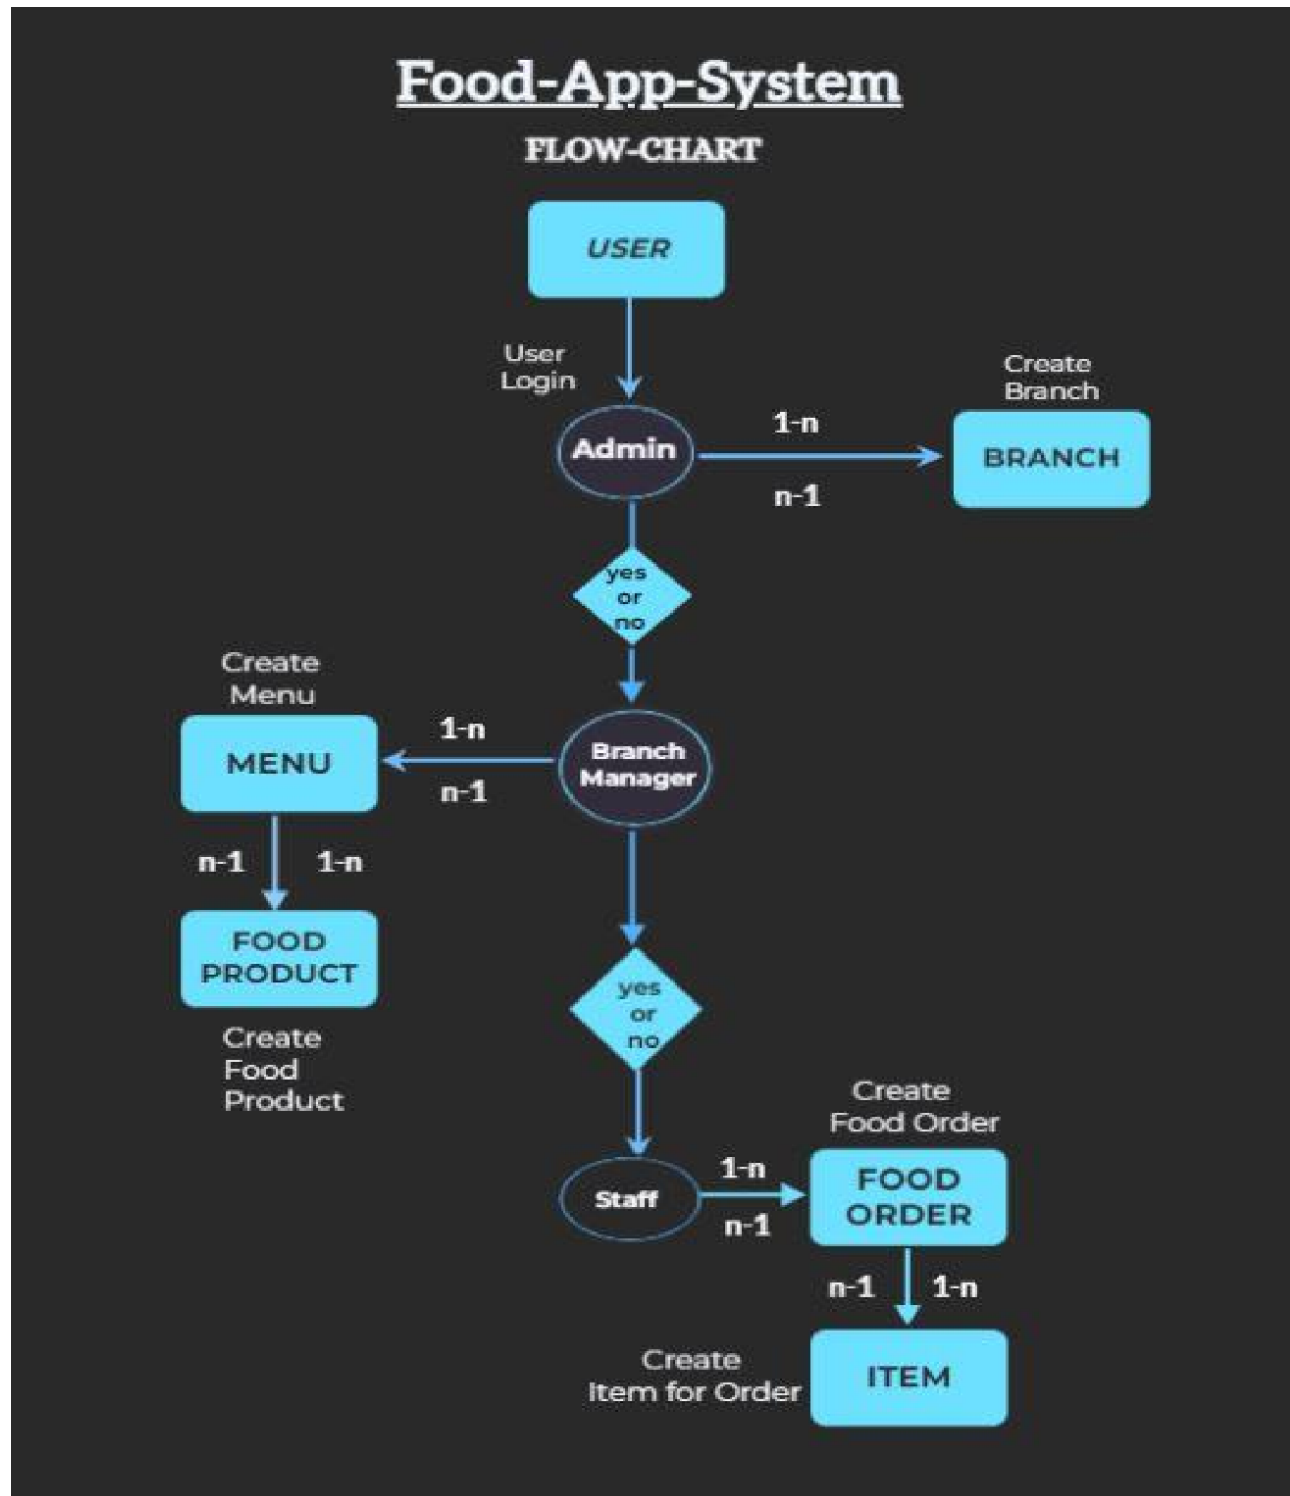 Food-App-System
FLOW-CHART
USER
User
Login
Admin
1-n
n-1
Create
Branch
BRANCH
yes
or
no
Create
Menu
MENU
1-n
n-1
Branch
Manager
n-1
1-n
FOOD
PRODUCT
Create
Food
Product
yes
or
no
Staff
1-n
n-1
Create
Food Order
FOOD
ORDER
n-1
1-n
Create
Item for Order
ITEM